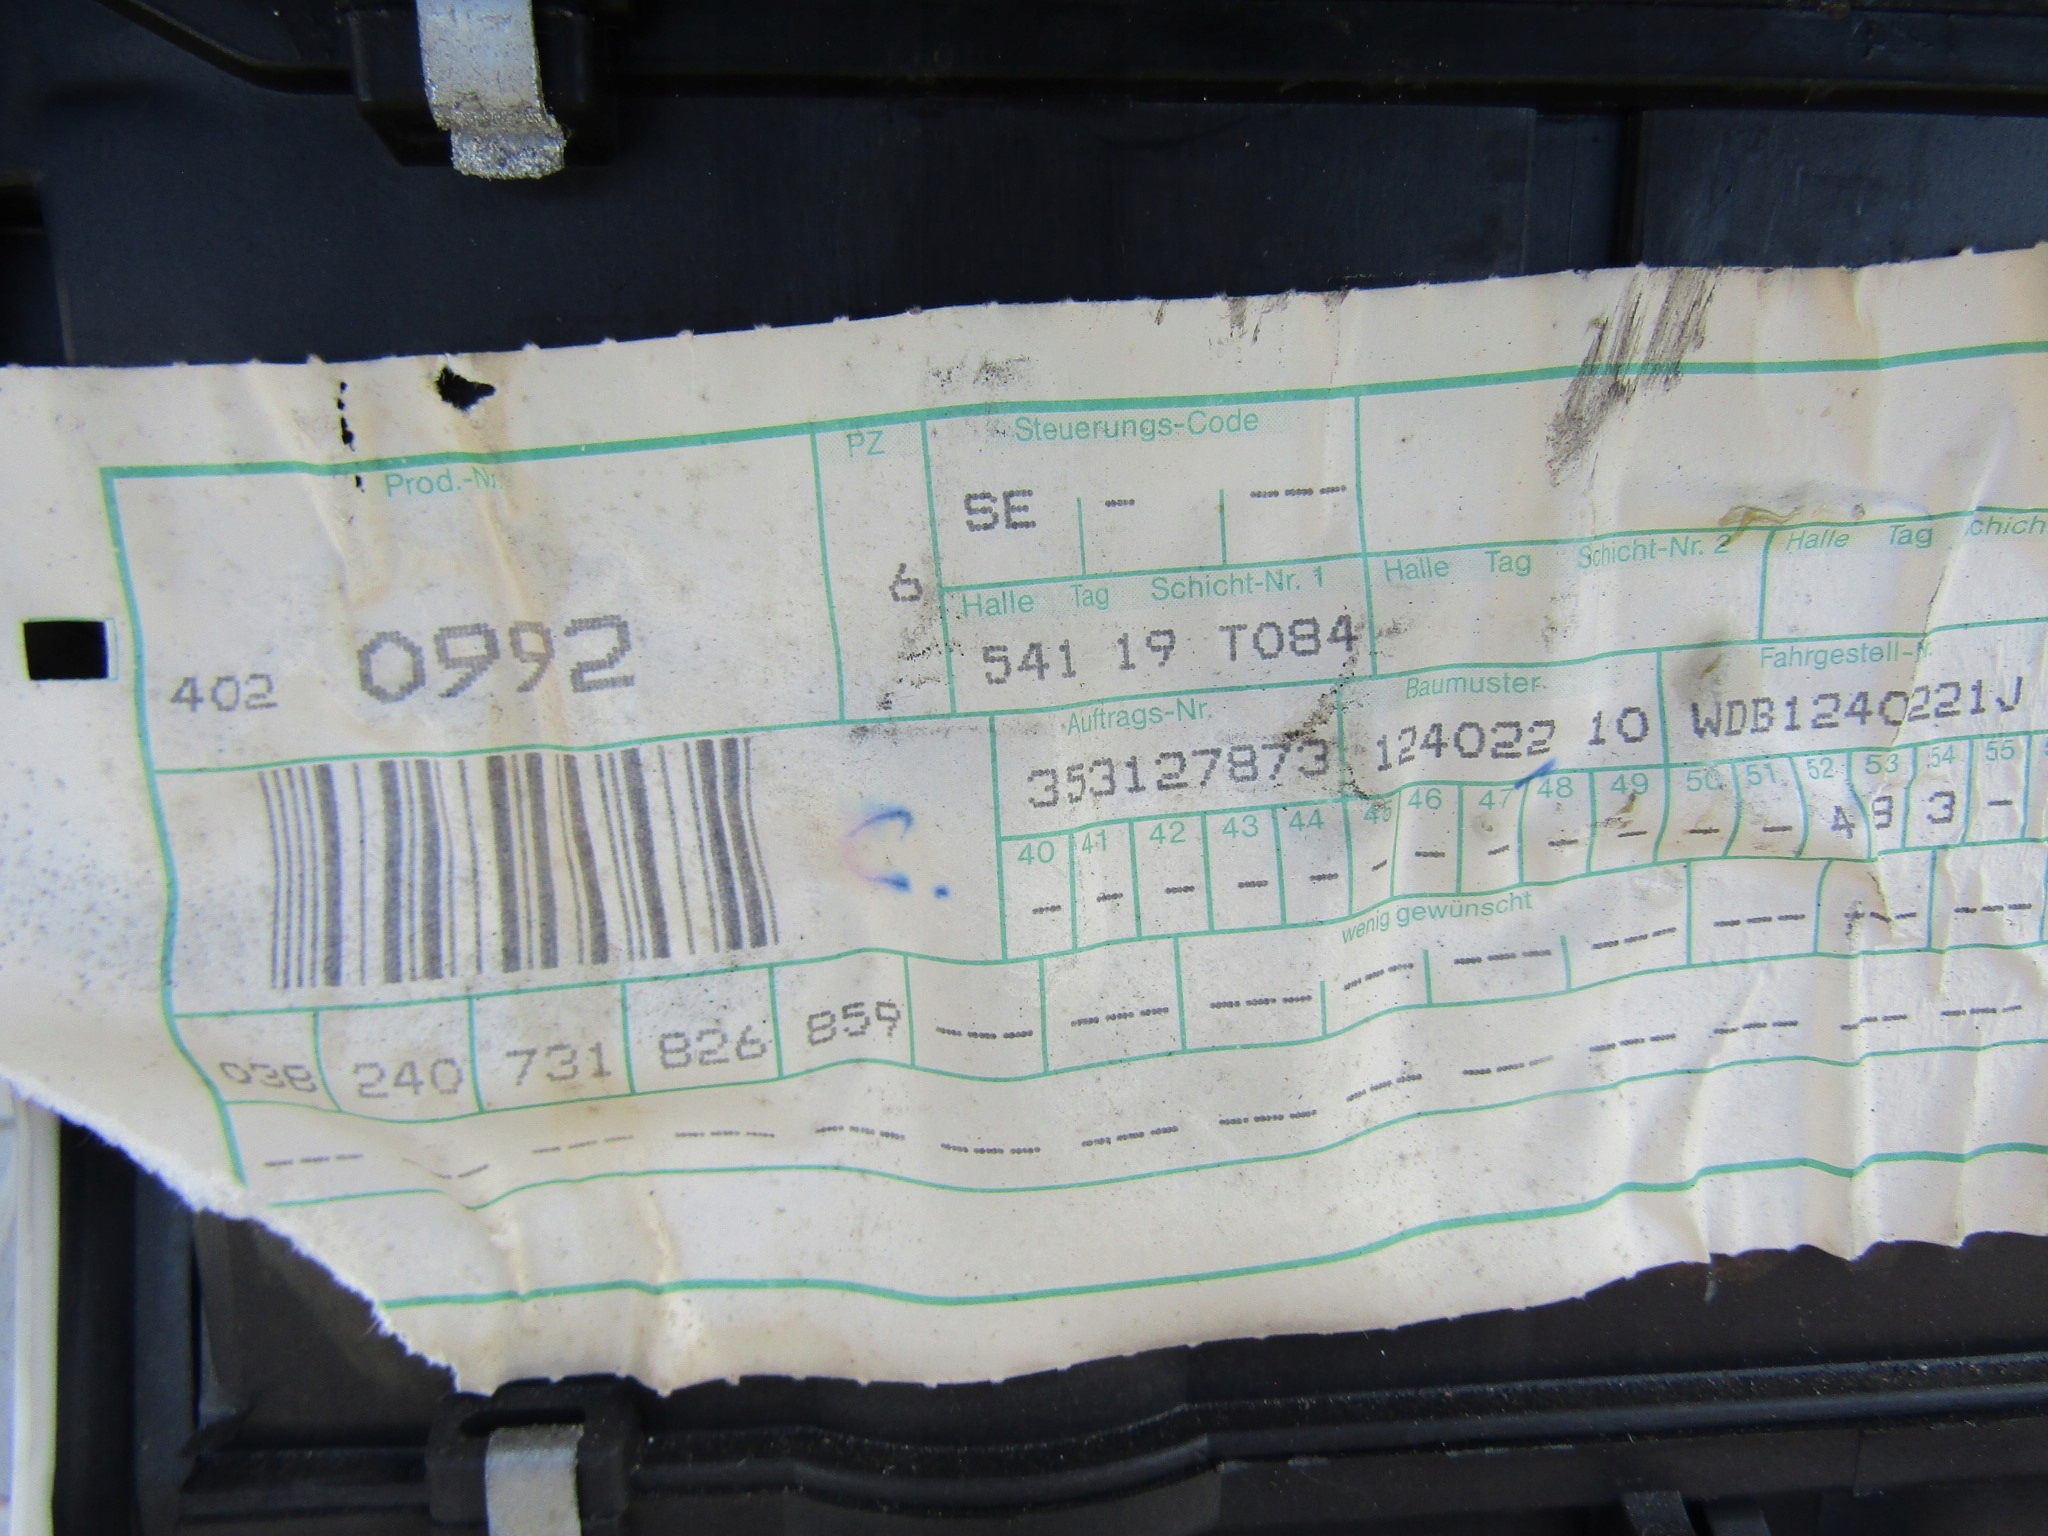 Prod.-Nr. PZ Steuerungs-Code
SE - ---
6
Halle Tag Schicht-Nr. 1 Halle Tag Schicht-Nr. 2 Halle Tag Schicht
402 0992 541 19 T084
Auftrags-Nr. Baumuster Fahrgestell-Nr.
353127873 124022 10 WDB1240221J
40 41 42 43 44 45 46 47 48 49 50 51 52 53 54 55
- - - - - - - - - - - - 4 8 3 -
wenig gewünscht
038 240 731 826 859 --- --- --- --- --- --- --- --- ---
--- --- --- --- --- --- --- --- --- --- --- --- --- ---